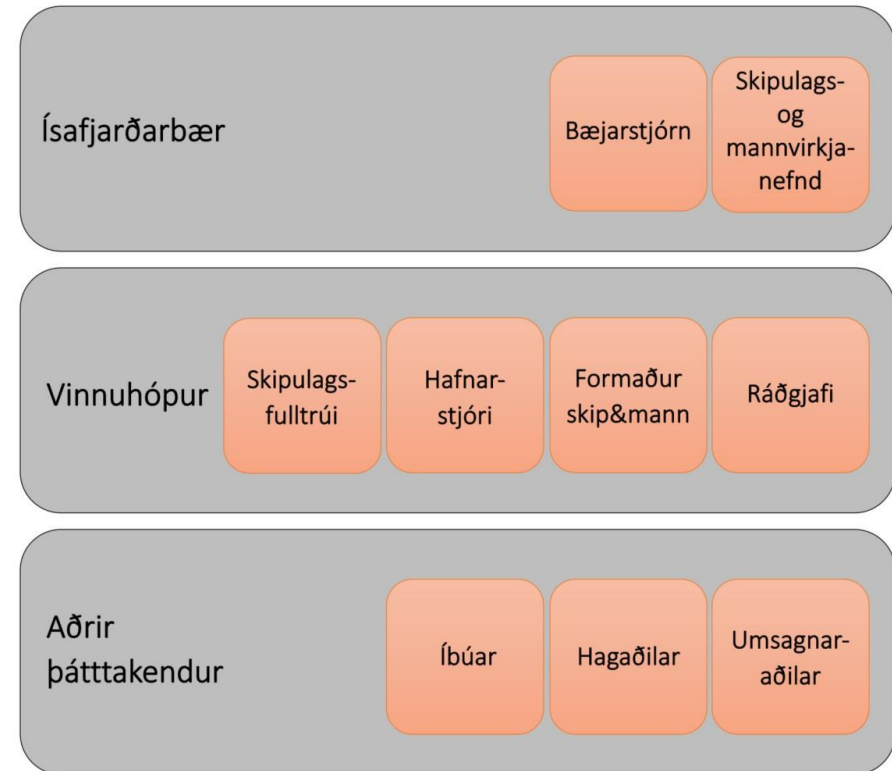 Ísafjarðarbær
Bæjarstjórn
Skipulags-
og
mannvirkja-
nefnd
Vinnuhópur
Skipulags-
fulltrúi
Hafnar-
stjóri
Formaður
skip&mann
Ráðgjafi
Aðrir
þátttakendur
Íbúar
Hagaðilar
Umsagnar-
aðilar